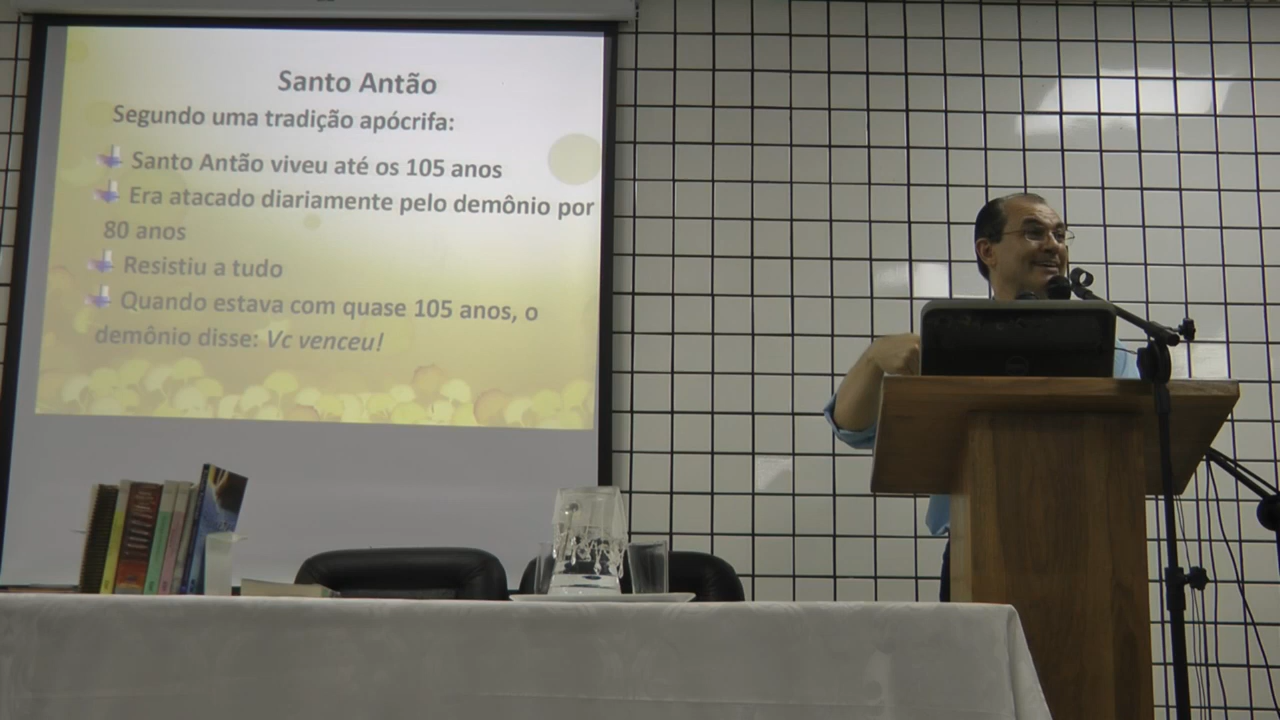 Santo Antão
Segundo uma tradição apócrifa:
Santo Antão viveu até os 105 anos
Era atacado diariamente pelo demônio por
80 anos
Resistiu a tudo
Quando estava com quase 105 anos, o
demônio disse: Vc venceu!